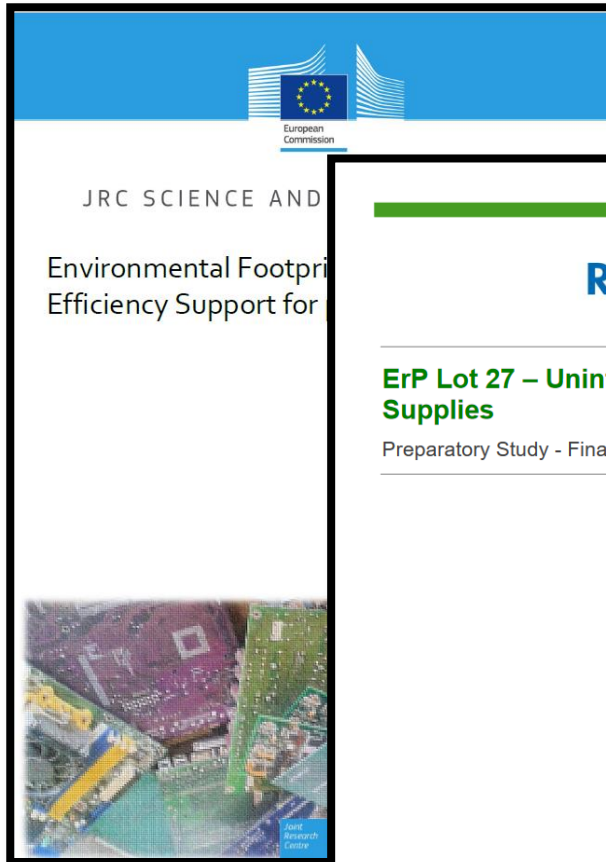 European
Commission
JRC SCIENCE AND
Environmental Footpri
Efficiency Support for
R
ErP Lot 27 – Unin
Supplies
Preparatory Study - Fina
Joint
Research
Centre